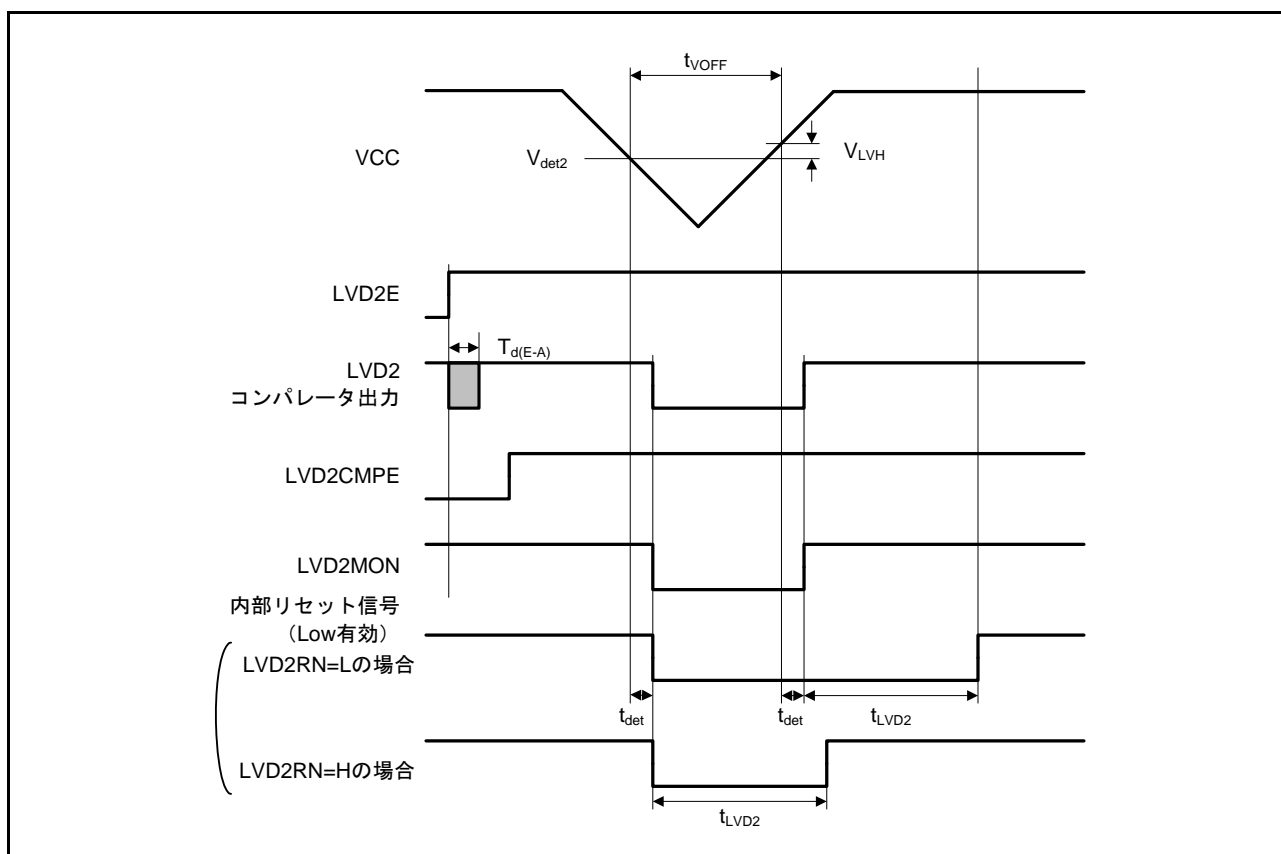 tVOFF
VCC
Vdet2
VLVH
LVD2E
Td(E-A)
LVD2
コンパレータ出力
LVD2CMPE
LVD2MON
内部リセット信号
（Low有効）
LVD2RN=Lの場合
tdet
tdet
tLVD2
LVD2RN=Hの場合
tLVD2